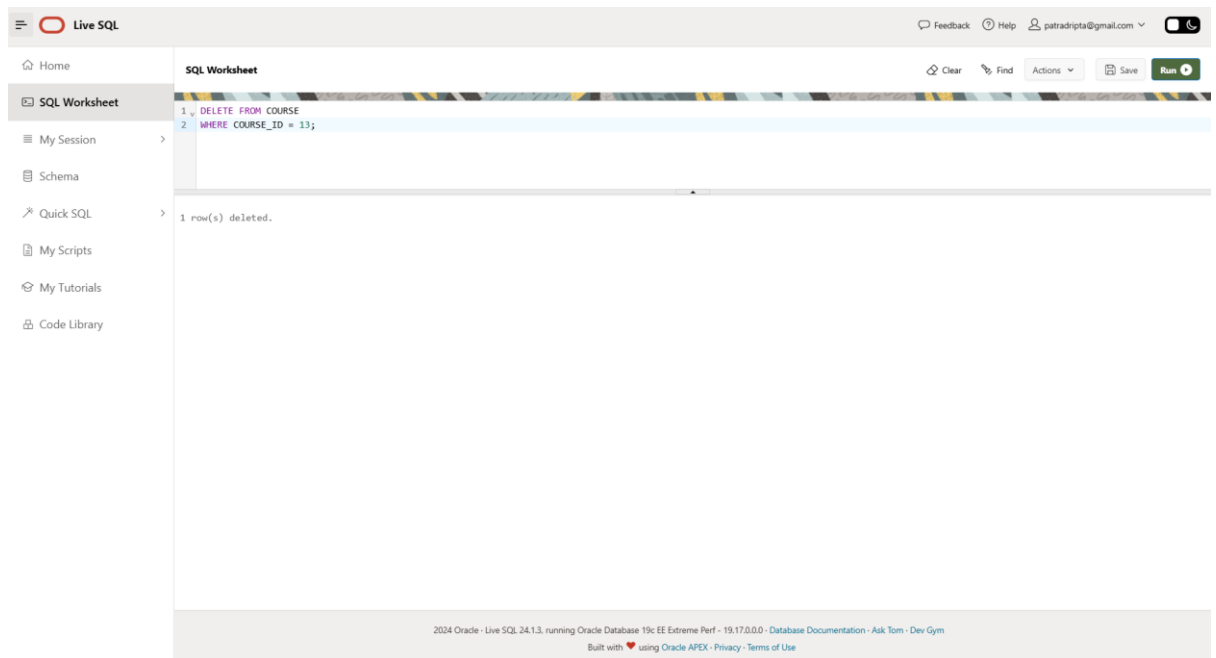 Live SQL
Feedback Help patradripta@gmail.com
Home
SQL Worksheet
My Session
Schema
Quick SQL
My Scripts
My Tutorials
Code Library
SQL Worksheet
Clear Find Actions Save Run
1 DELETE FROM COURSE
2 WHERE COURSE_ID = 13;
1 row(s) deleted.
2024 Oracle · Live SQL 24.1.3, running Oracle Database 19c EE Extreme Perf - 19.17.0.0.0 · Database Documentation · Ask Tom · Dev Gym
Built with ❤ using Oracle APEX · Privacy · Terms of Use